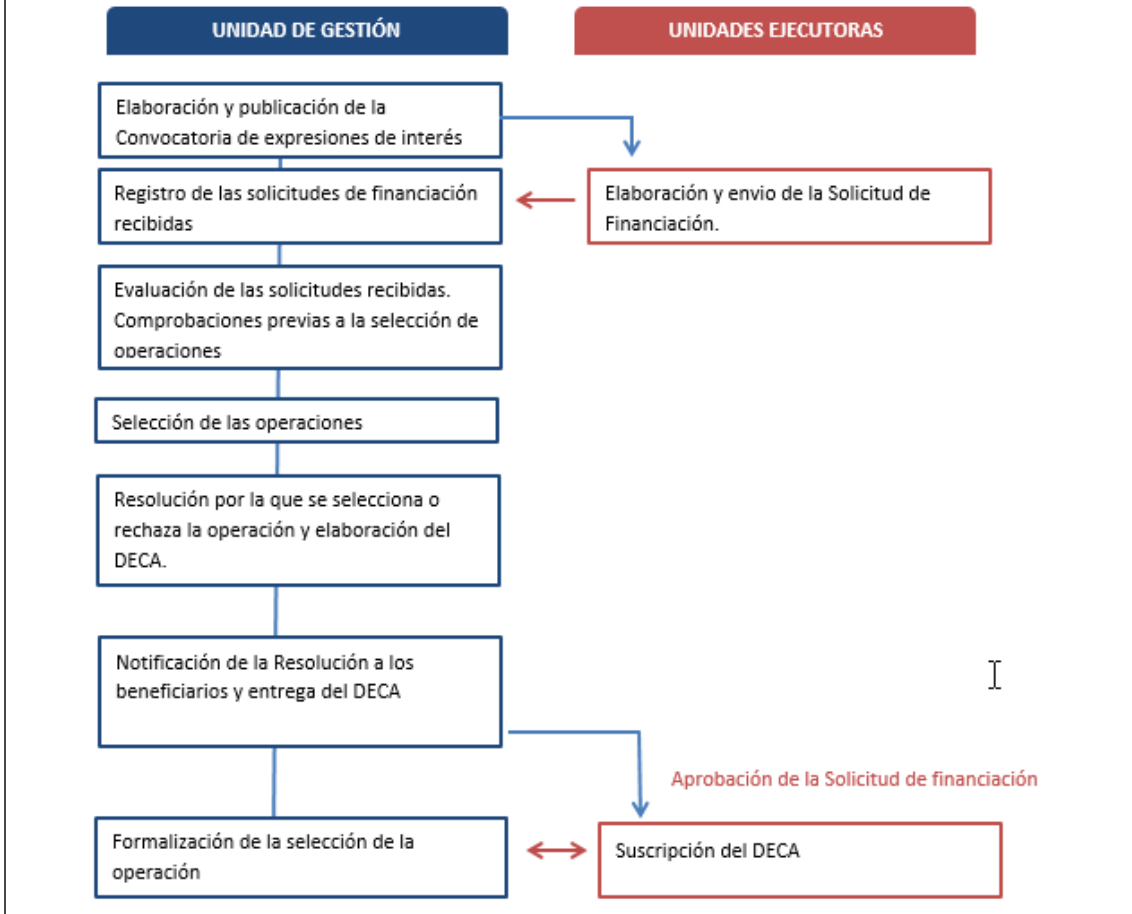 UNIDAD DE GESTIÓN
UNIDADES EJECUTORAS
Elaboración y publicación de la
Convocatoria de expresiones de interés
Registro de las solicitudes de financiación
recibidas
Elaboración y envio de la Solicitud de
Financiación.
Evaluación de las solicitudes recibidas.
Comprobaciones previas a la selección de
operaciones
Selección de las operaciones
Resolución por la que se selecciona o
rechaza la operación y elaboración del
DECA.
Notificación de la Resolución a los
beneficiarios y entrega del DECA
Aprobación de la Solicitud de financiación
Formalización de la selección de la
operación
Suscripción del DECA